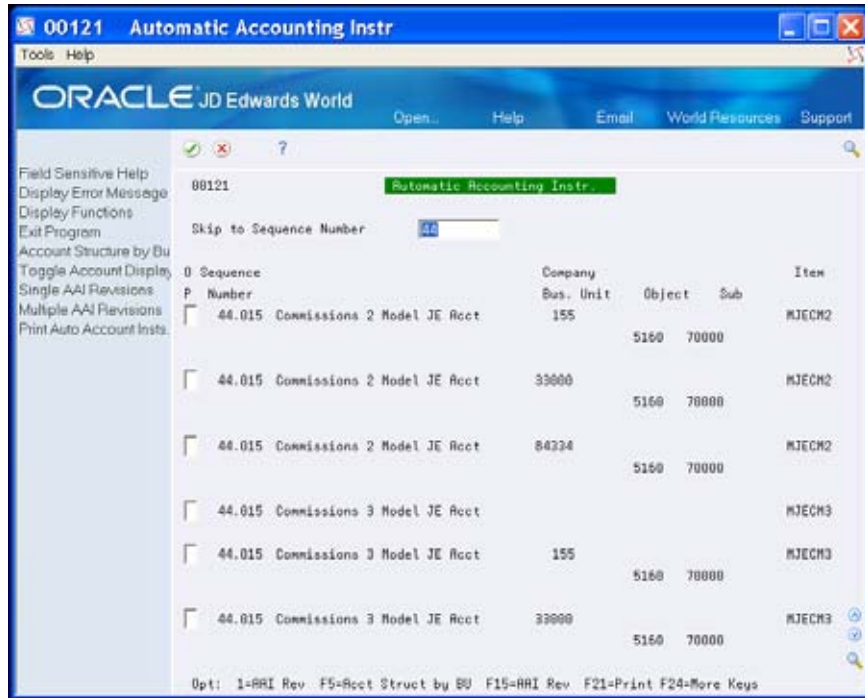 00121 Automatic Accounting Instr
Tools Help
ORACLE JD Edwards World
Open... Help Email World Resources Support
?
Field Sensitive Help
Display Error Message
Display Functions
Exit Program
Account Structure by Bu
Toggle Account Display
Single AAI Revisions
Multiple AAI Revisions
Print Auto Account Insts.
00121 Automatic Accounting Instr.
Skip to Sequence Number 44
O Sequence Company Item
P Number Bus. Unit Object Sub
44.015 Commissions 2 Model JE Acct 155 MJECM2
5160 70000
44.015 Commissions 2 Model JE Acct 33000 MJECM2
5160 70000
44.015 Commissions 2 Model JE Acct 84334 MJECM2
5160 70000
44.015 Commissions 3 Model JE Acct MJECM3
44.015 Commissions 3 Model JE Acct 155 MJECM3
5160 70000
44.015 Commissions 3 Model JE Acct 33000 MJECM3
5160 70000
Opt: 1=AAI Rev F5=Acct Struct by BU F15=AAI Rev F21=Print F24=More Keys